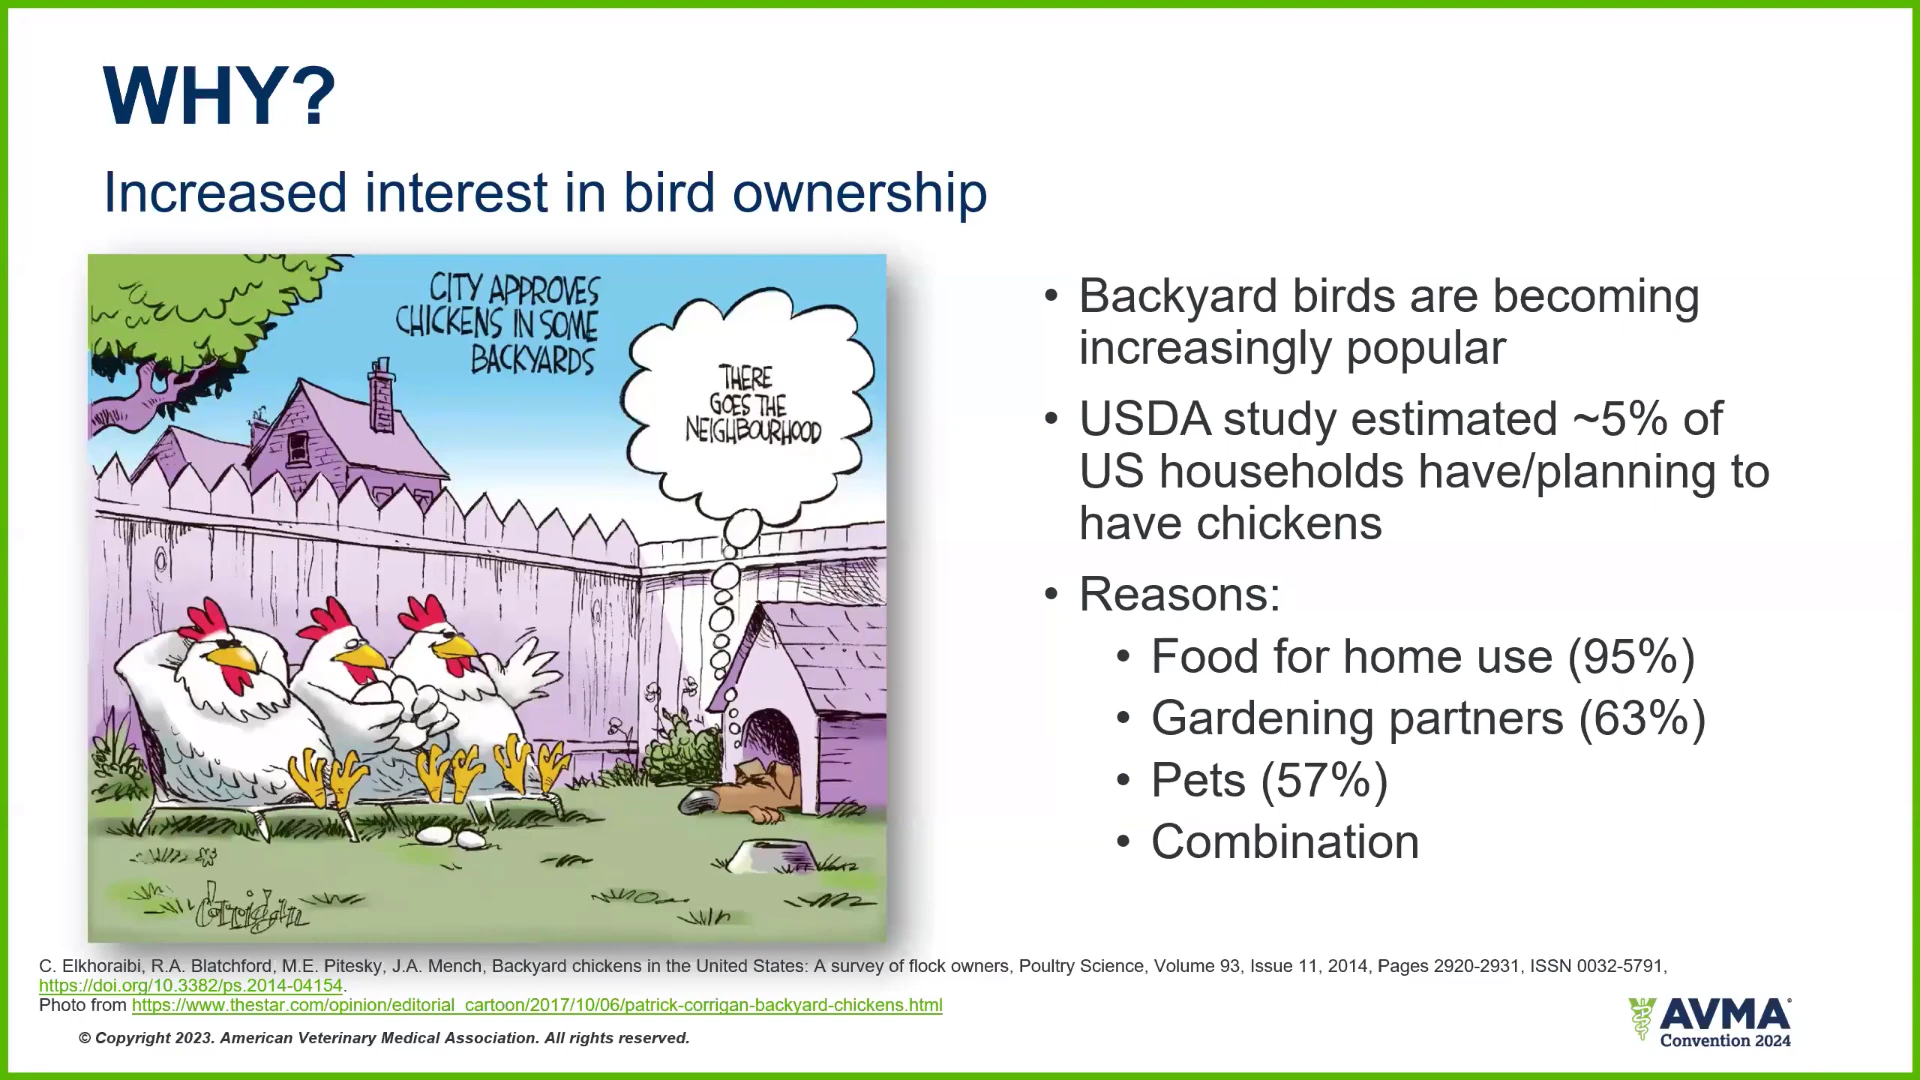 WHY?
Increased interest in bird ownership
CITY APPROVES
CHICKENS IN SOME
BACKYARDS
THERE
GOES THE
NEIGHBOURHOOD
Corrigan
• Backyard birds are becoming
increasingly popular
• USDA study estimated ~5% of
US households have/planning to
have chickens
• Reasons:
• Food for home use (95%)
• Gardening partners (63%)
• Pets (57%)
• Combination
C. Elkhoraibi, R.A. Blatchford, M.E. Pitesky, J.A. Mench, Backyard chickens in the United States: A survey of flock owners, Poultry Science, Volume 93, Issue 11, 2014, Pages 2920-2931, ISSN 0032-5791,
https://doi.org/10.3382/ps.2014-04154.
Photo from https://www.thestar.com/opinion/editorial_cartoon/2017/10/06/patrick-corrigan-backyard-chickens.html
© Copyright 2023. American Veterinary Medical Association. All rights reserved.
AVMA
Convention 2024